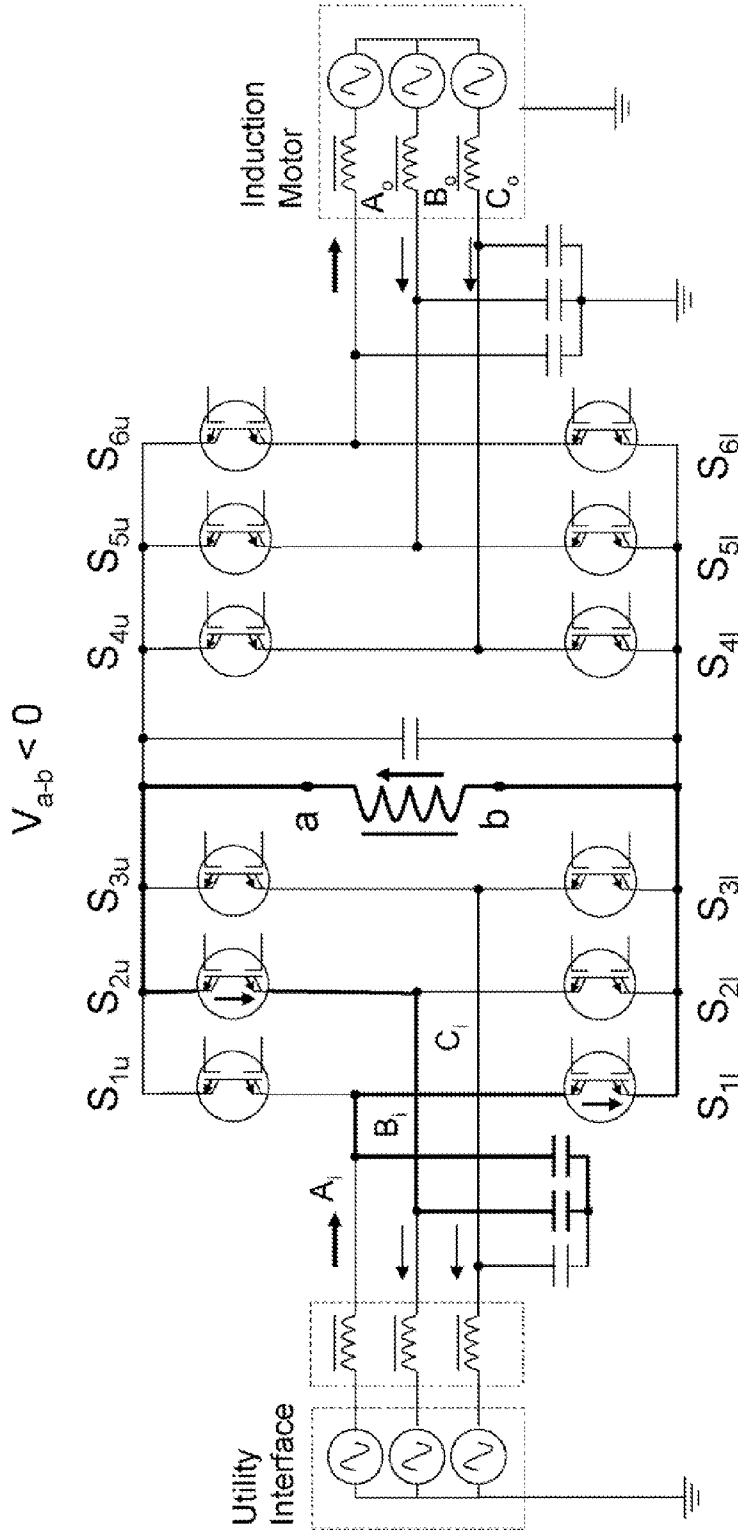 V_{a-b} < 0
S_{1u}
S_{2u}
S_{3u}
S_{4u}
S_{5u}
S_{6u}
Utility
Interface
Induction
Motor
A_i
B_i
C_i
a
b
A_o
B_o
C_o
S_{1l}
S_{2l}
S_{3l}
S_{4l}
S_{5l}
S_{6l}